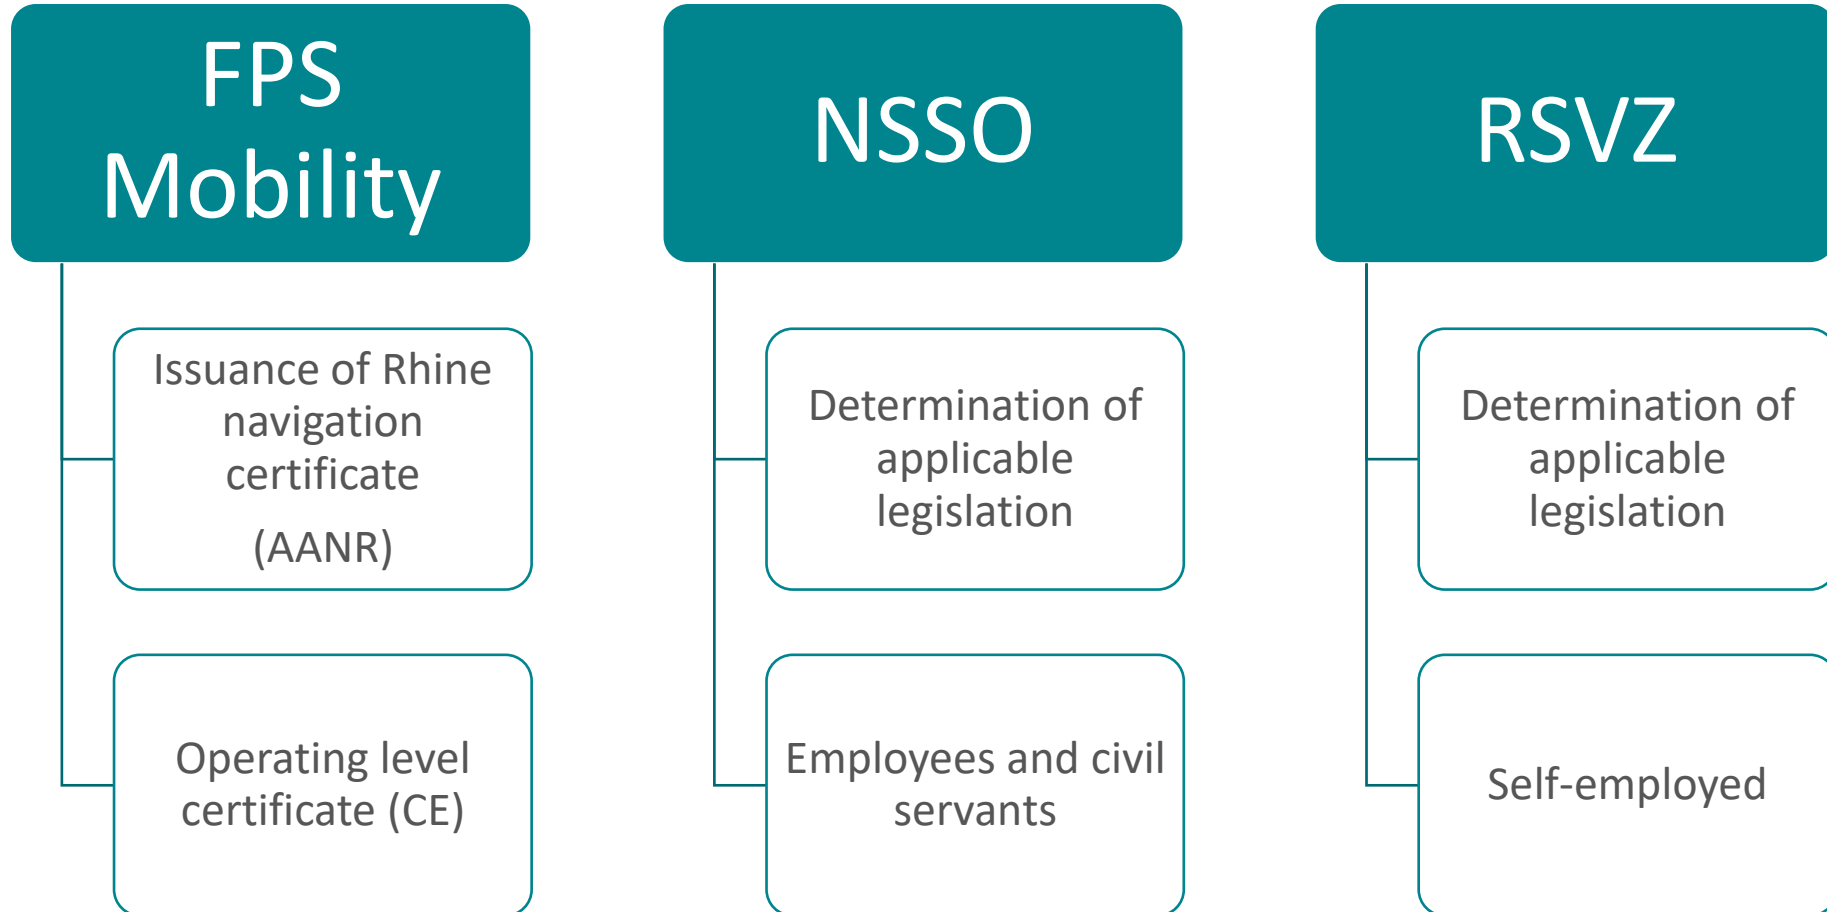 FPS
Mobility
Issuance of Rhine
navigation
certificate
(AANR)
Operating level
certificate (CE)
NSSO
Determination of
applicable
legislation
Employees and civil
servants
RSVZ
Determination of
applicable
legislation
Self-employed